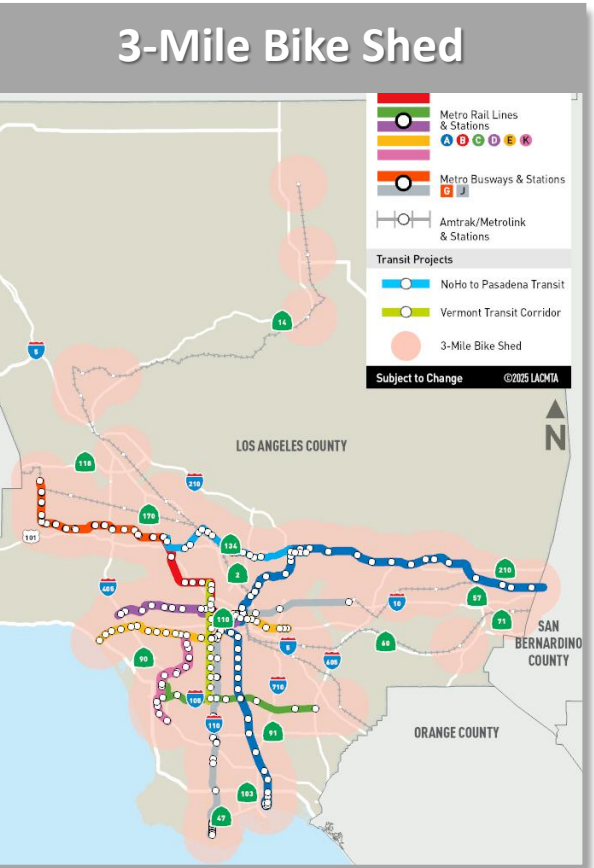 3-Mile Bike Shed
Metro Rail Lines
& Stations
A B C D E K
Metro Busways & Stations
G J
Amtrak/Metrolink
& Stations
Transit Projects
NoHo to Pasadena Transit
Vermont Transit Corridor
3-Mile Bike Shed
Subject to Change ©2025 LACMTA
N
14
5
LOS ANGELES COUNTY
118
210
170
101
134
2
210
405
57
10
110
71
SAN
BERNARDINO
COUNTY
5
60
90
605
710
105
110
91
ORANGE COUNTY
103
47